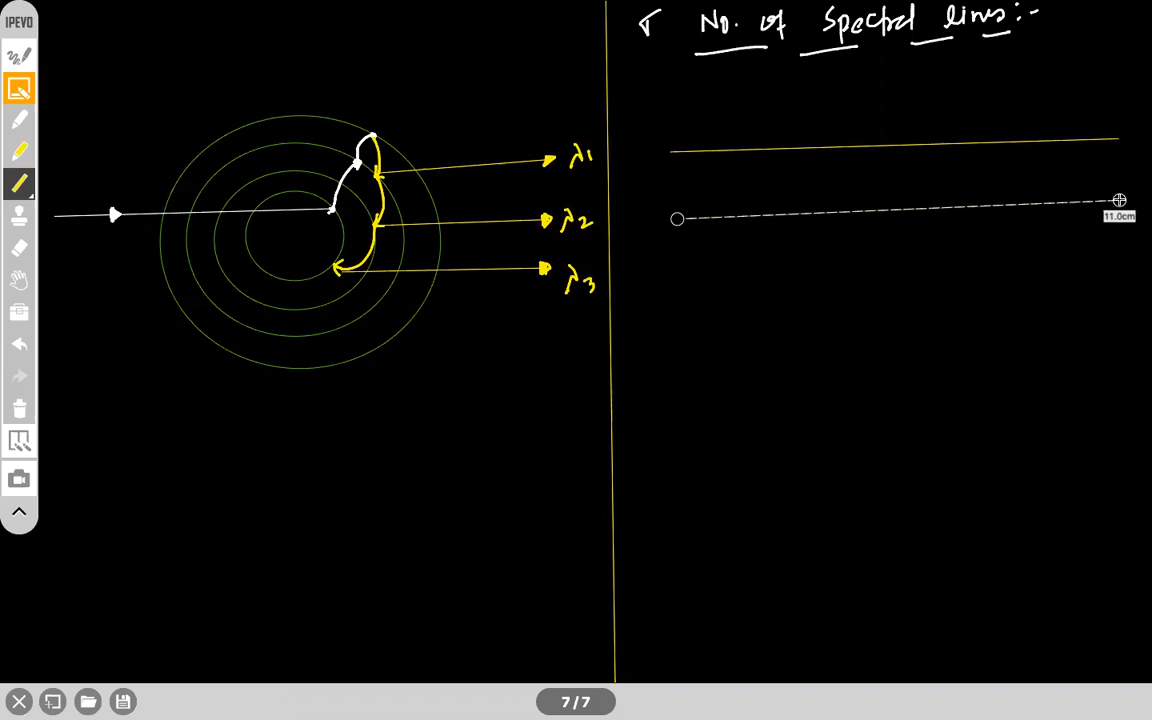 IPEVO
No. of Spectral lines:-
λ1
λ2
11.0cm
λ3
7/7